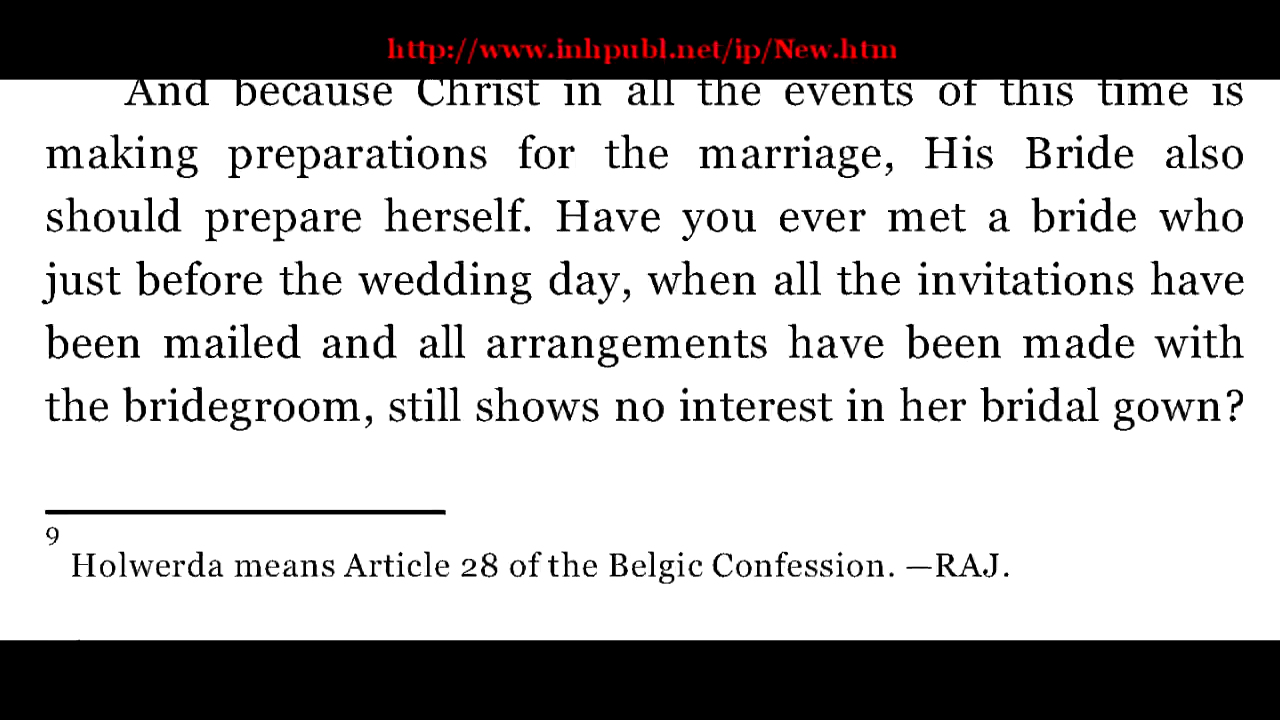 http://www.inhpubl.net/ip/New.htm
And because Christ in all the events of this time is
making preparations for the marriage, His Bride also
should prepare herself. Have you ever met a bride who
just before the wedding day, when all the invitations have
been mailed and all arrangements have been made with
the bridegroom, still shows no interest in her bridal gown?
9
Holwerda means Article 28 of the Belgic Confession. —RAJ.